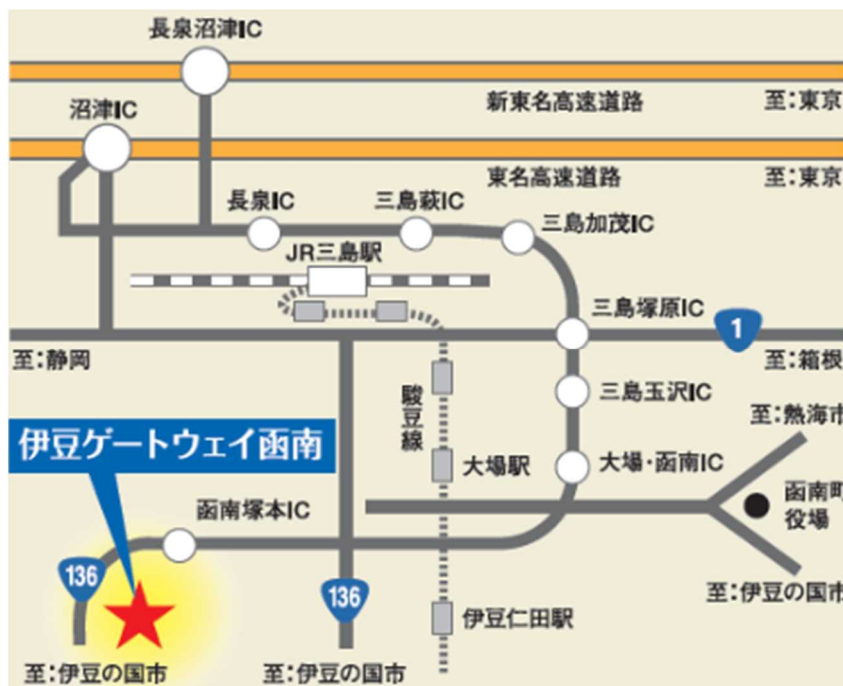 長泉沼津IC
新東名高速道路
至：東京
沼津IC
東名高速道路
至：東京
長泉IC
三島萩IC
三島加茂IC
JR三島駅
三島塚原IC
1
至：静岡
至：箱根
駿豆線
三島玉沢IC
至：熱海市
伊豆ゲートウェイ函南
大場駅
大場・函南IC
函南町
役場
函南塚本IC
136
136
至：伊豆の国市
伊豆仁田駅
至：伊豆の国市
至：伊豆の国市